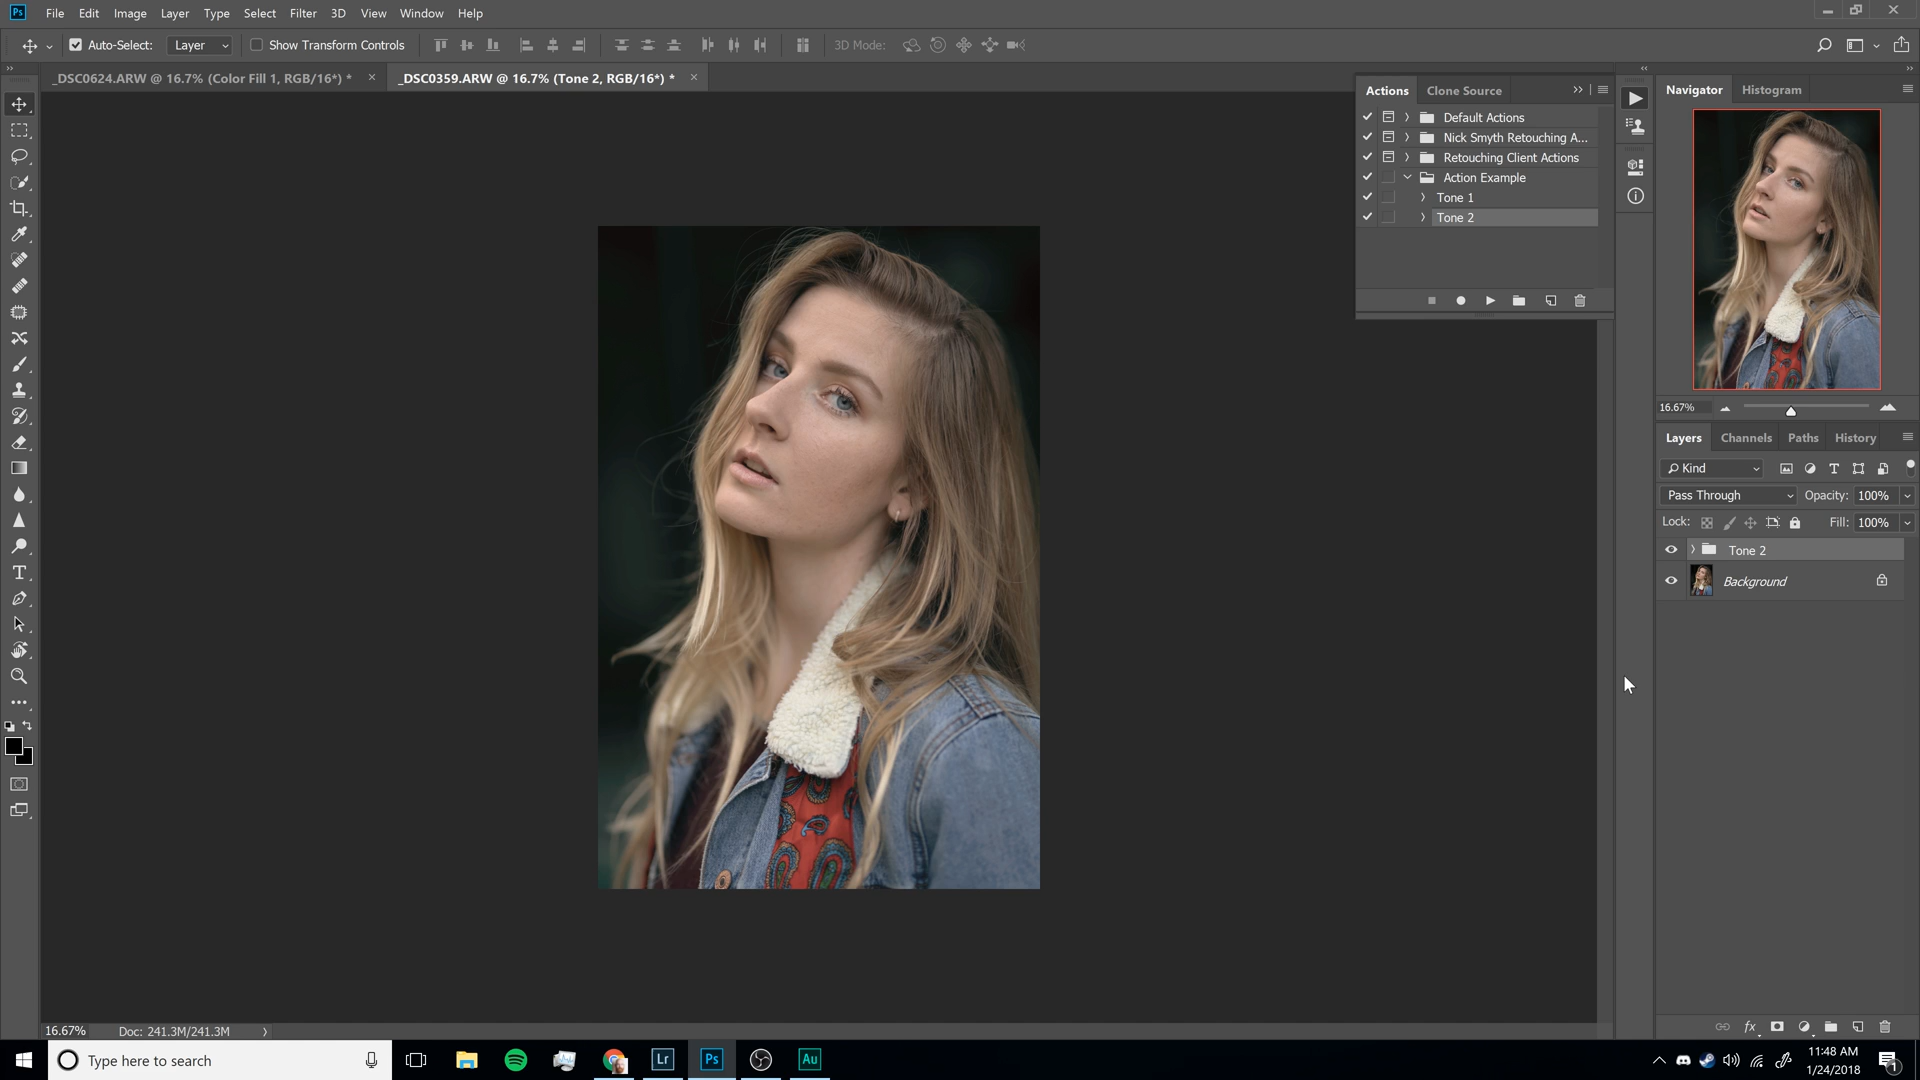 Ps File Edit Image Layer Type Select Filter 3D View Window Help
Auto-Select: Layer Show Transform Controls 3D Mode:
_DSC0624.ARW @ 16.7% (Color Fill 1, RGB/16*) * × _DSC0359.ARW @ 16.7% (Tone 2, RGB/16*) * ×
Actions Clone Source
Default Actions
Nick Smyth Retouching A...
Retouching Client Actions
Action Example
Tone 1
Tone 2
Navigator Histogram
16.67%
Layers Channels Paths History
Kind
Pass Through Opacity: 100%
Lock: Fill: 100%
Tone 2
Background
fx
16.67% Doc: 241.3M/241.3M
Type here to search
Lr Ps Au
11:48 AM
1/24/2018
1